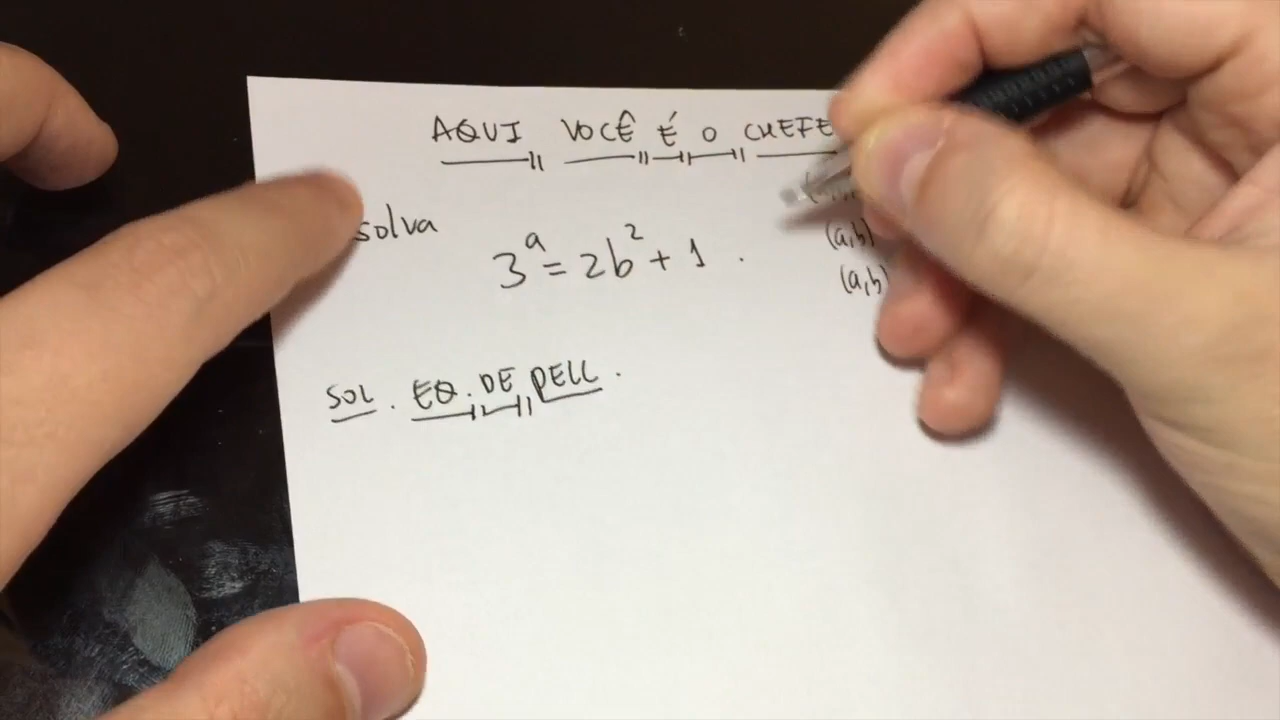 AQUI VOCÊ É O CHEFE
solva
3^a = 2b^2 + 1 .
(a,b)
(a,b)
SOL . EQ. DE PELL .